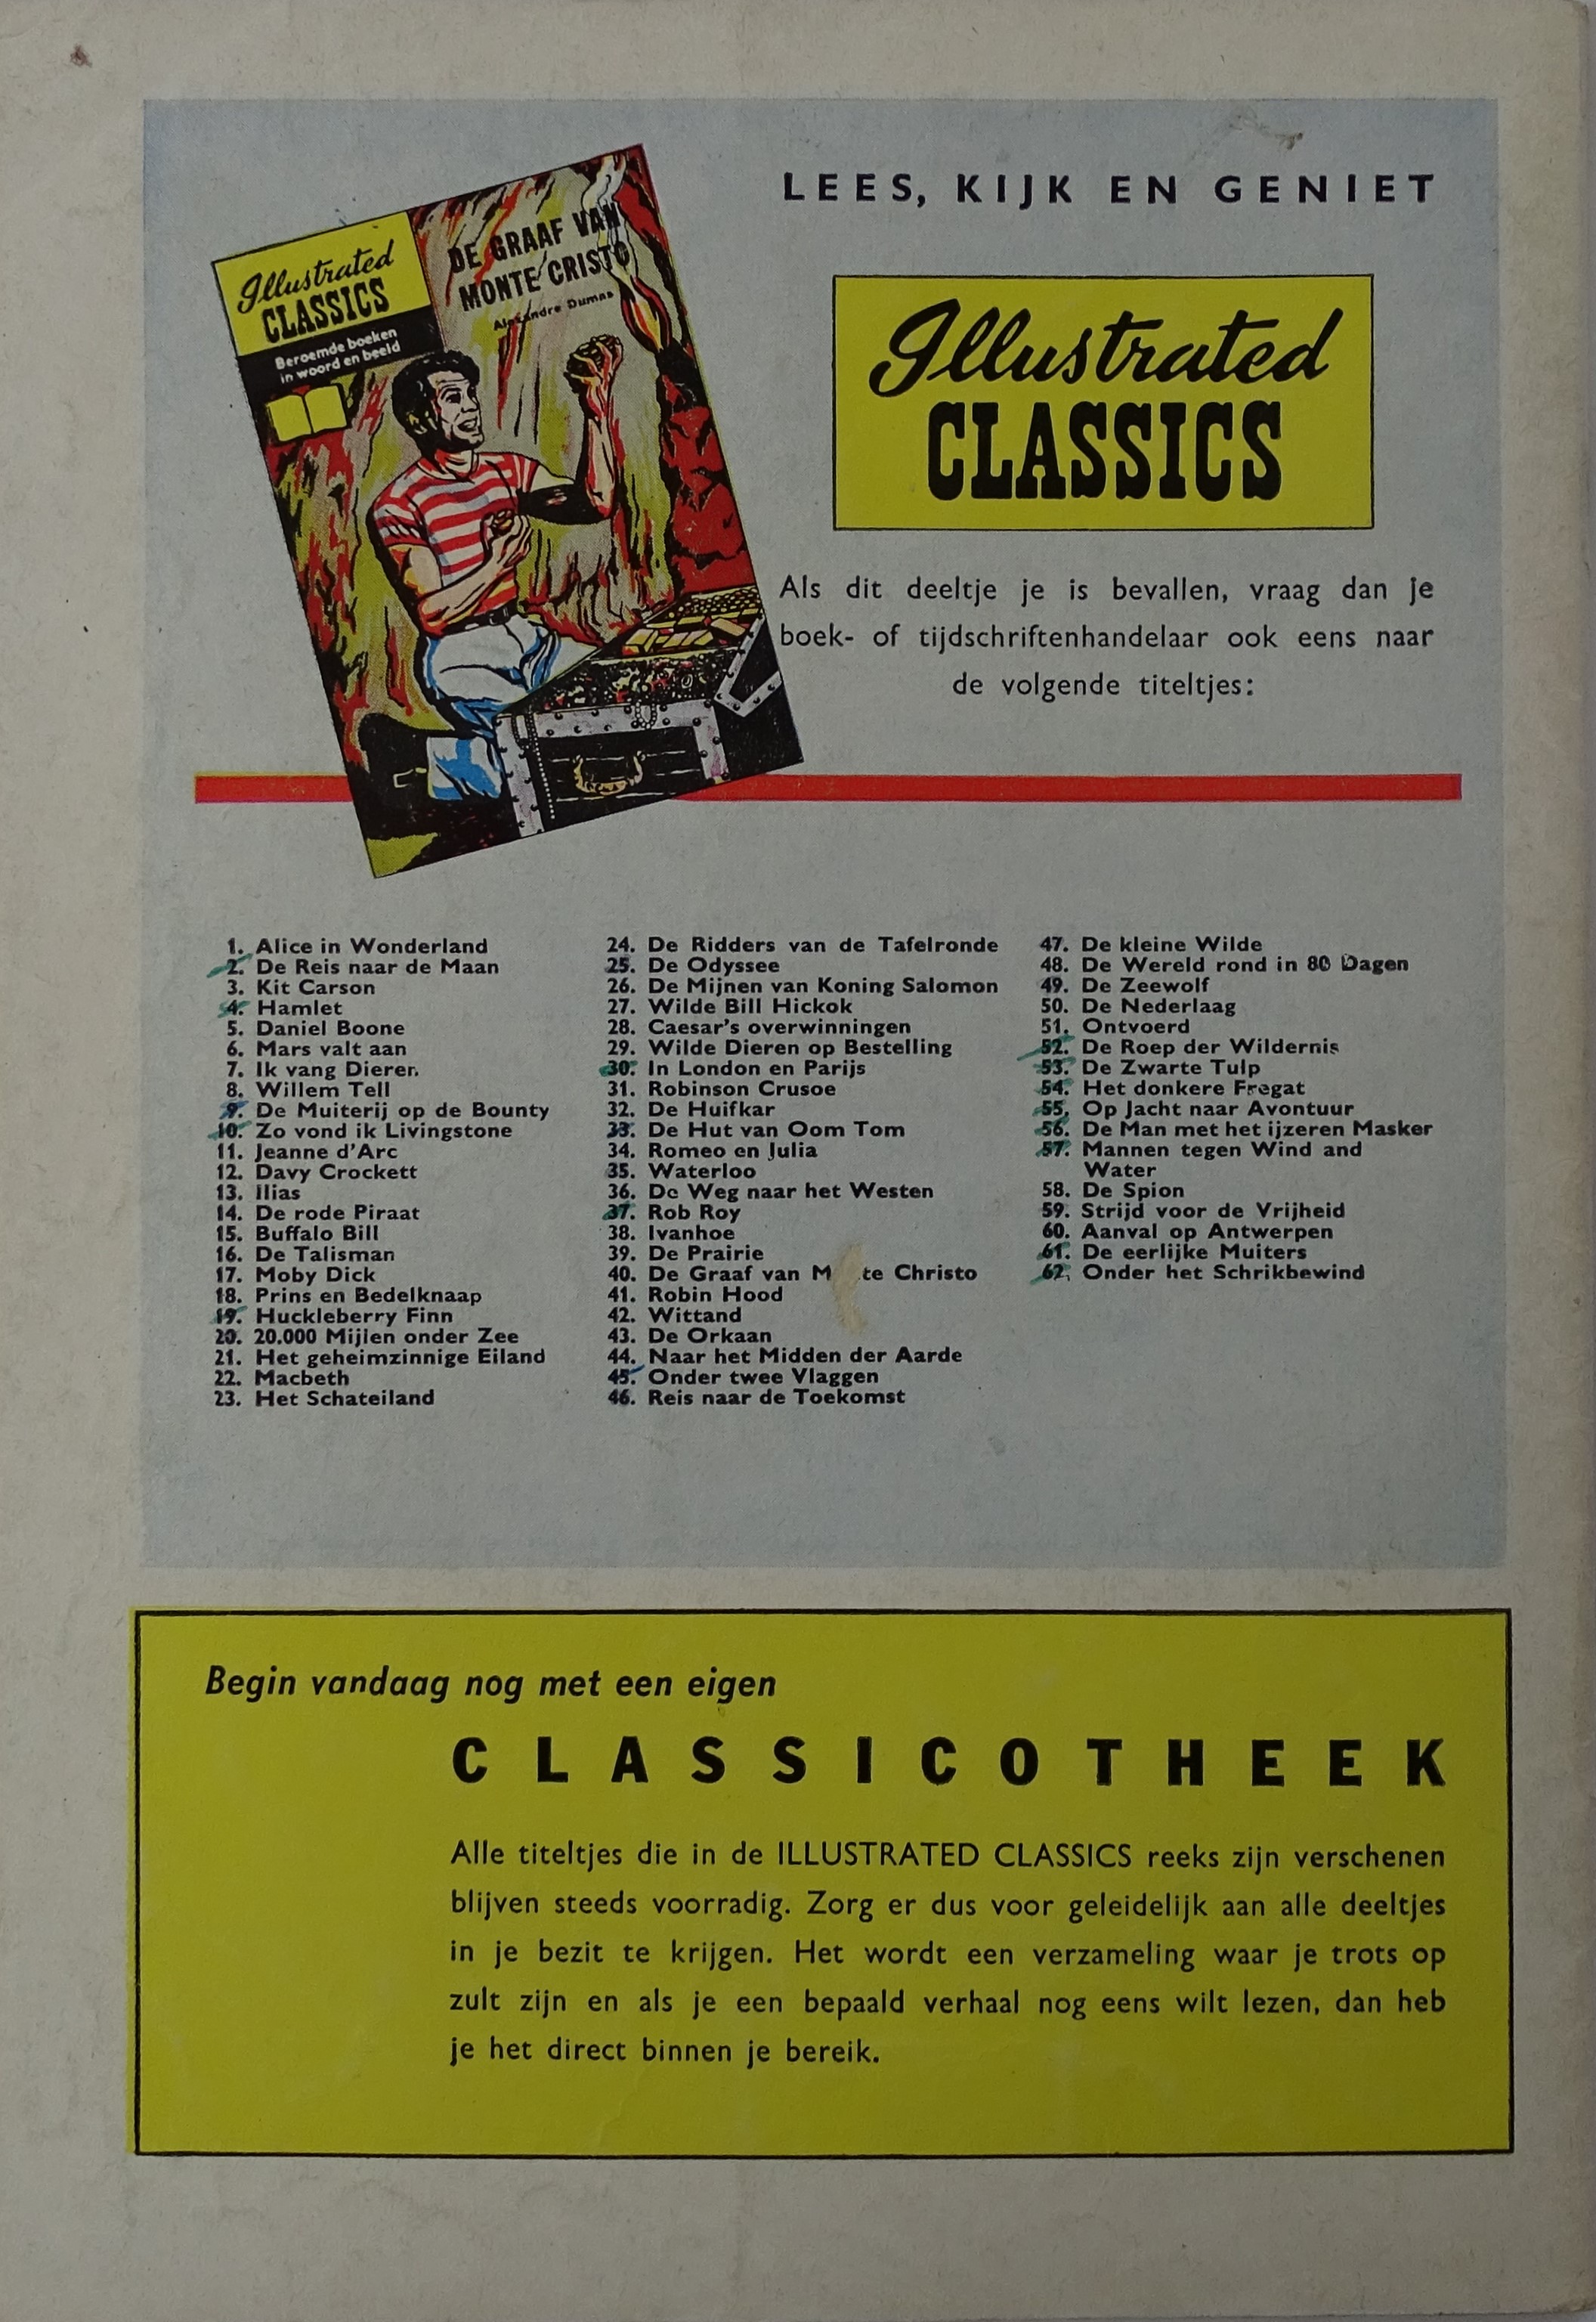 Illustrated
CLASSICS
Beroemde boeken
in woord en beeld
DE GRAAF VAN
MONTE CRISTO
Alexandre Dumas
LEES, KIJK EN GENIET
Illustrated
CLASSICS
Als dit deeltje je is bevallen, vraag dan je
boek- of tijdschriftenhandelaar ook eens naar
de volgende titeltjes:
1. Alice in Wonderland
2. De Reis naar de Maan
3. Kit Carson
4. Hamlet
5. Daniel Boone
6. Mars valt aan
7. Ik vang Dieren
8. Willem Tell
9. De Muiterij op de Bounty
10. Zo vond ik Livingstone
11. Jeanne d'Arc
12. Davy Crockett
13. Ilias
14. De rode Piraat
15. Buffalo Bill
16. De Talisman
17. Moby Dick
18. Prins en Bedelknaap
19. Huckleberry Finn
20. 20.000 Mijlen onder Zee
21. Het geheimzinnige Eiland
22. Macbeth
23. Het Schateiland
24. De Ridders van de Tafelronde
25. De Odyssee
26. De Mijnen van Koning Salomon
27. Wilde Bill Hickok
28. Caesar's overwinningen
29. Wilde Dieren op Bestelling
30. In London en Parijs
31. Robinson Crusoe
32. De Huifkar
33. De Hut van Oom Tom
34. Romeo en Julia
35. Waterloo
36. De Weg naar het Westen
37. Rob Roy
38. Ivanhoe
39. De Prairie
40. De Graaf van Christo
41. Robin Hood
42. Wittand
43. De Orkaan
44. Naar het Midden der Aarde
45. Onder twee Vlaggen
46. Reis naar de Toekomst
47. De kleine Wilde
48. De Wereld rond in 80 Dagen
49. De Zeewolf
50. De Nederlaag
51. Ontvoerd
52. De Roep der Wildernis
53. De Zwarte Tulp
54. Het donkere Fregat
55. Op Jacht naar Avontuur
56. De Man met het ijzeren Masker
57. Mannen tegen Wind and
Water
58. De Spion
59. Strijd voor de Vrijheid
60. Aanval op Antwerpen
61. De eerlijke Muiters
62. Onder het Schrikbewind
Begin vandaag nog met een eigen
CLASSICOTHEEK
Alle titeltjes die in de ILLUSTRATED CLASSICS reeks zijn verschenen
blijven steeds voorradig. Zorg er dus voor geleidelijk aan alle deeltjes
in je bezit te krijgen. Het wordt een verzameling waar je trots op
zult zijn en als je een bepaald verhaal nog eens wilt lezen, dan heb
je het direct binnen je bereik.